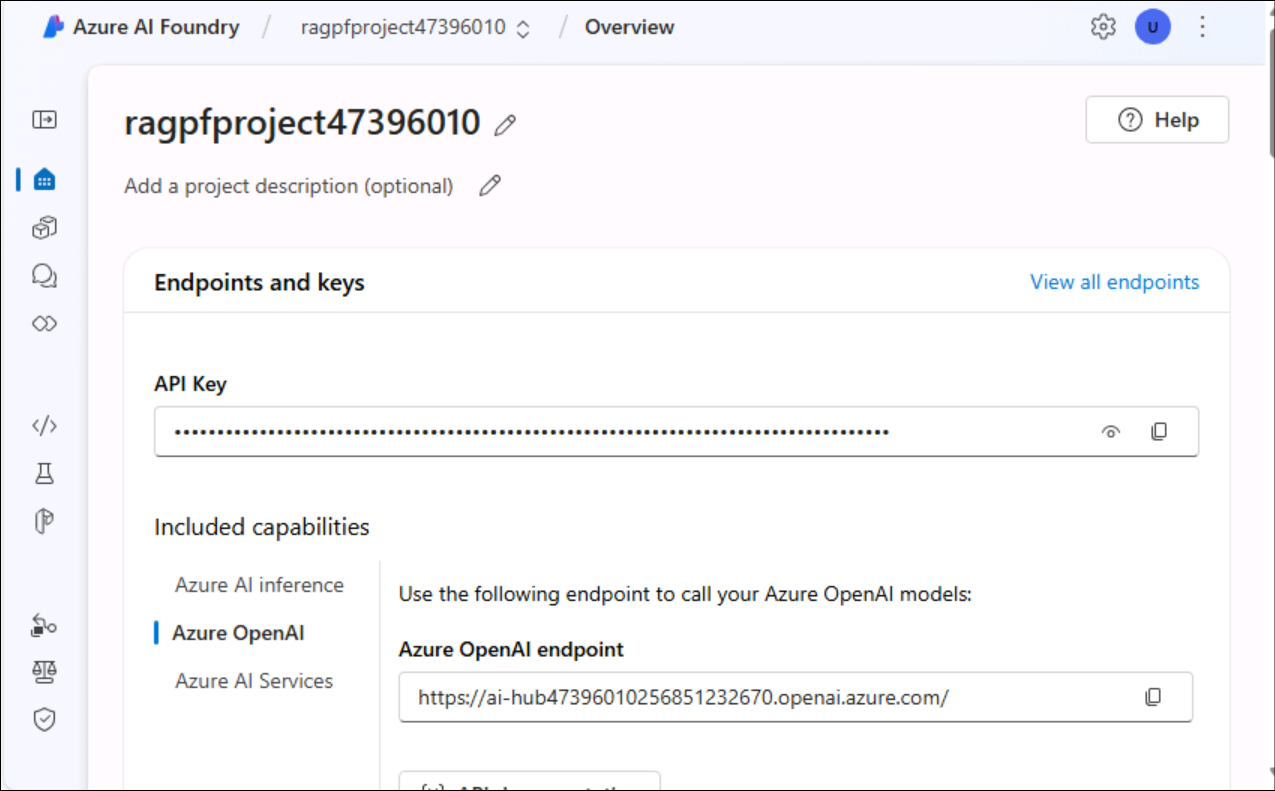 Azure AI Foundry / ragpfproject47396010 / Overview
U
ragpfproject47396010
Help
Add a project description (optional)
Endpoints and keys
View all endpoints
API Key
Included capabilities
Azure AI inference
Azure OpenAI
Azure AI Services
Use the following endpoint to call your Azure OpenAI models:
Azure OpenAI endpoint
https://ai-hub47396010256851232670.openai.azure.com/